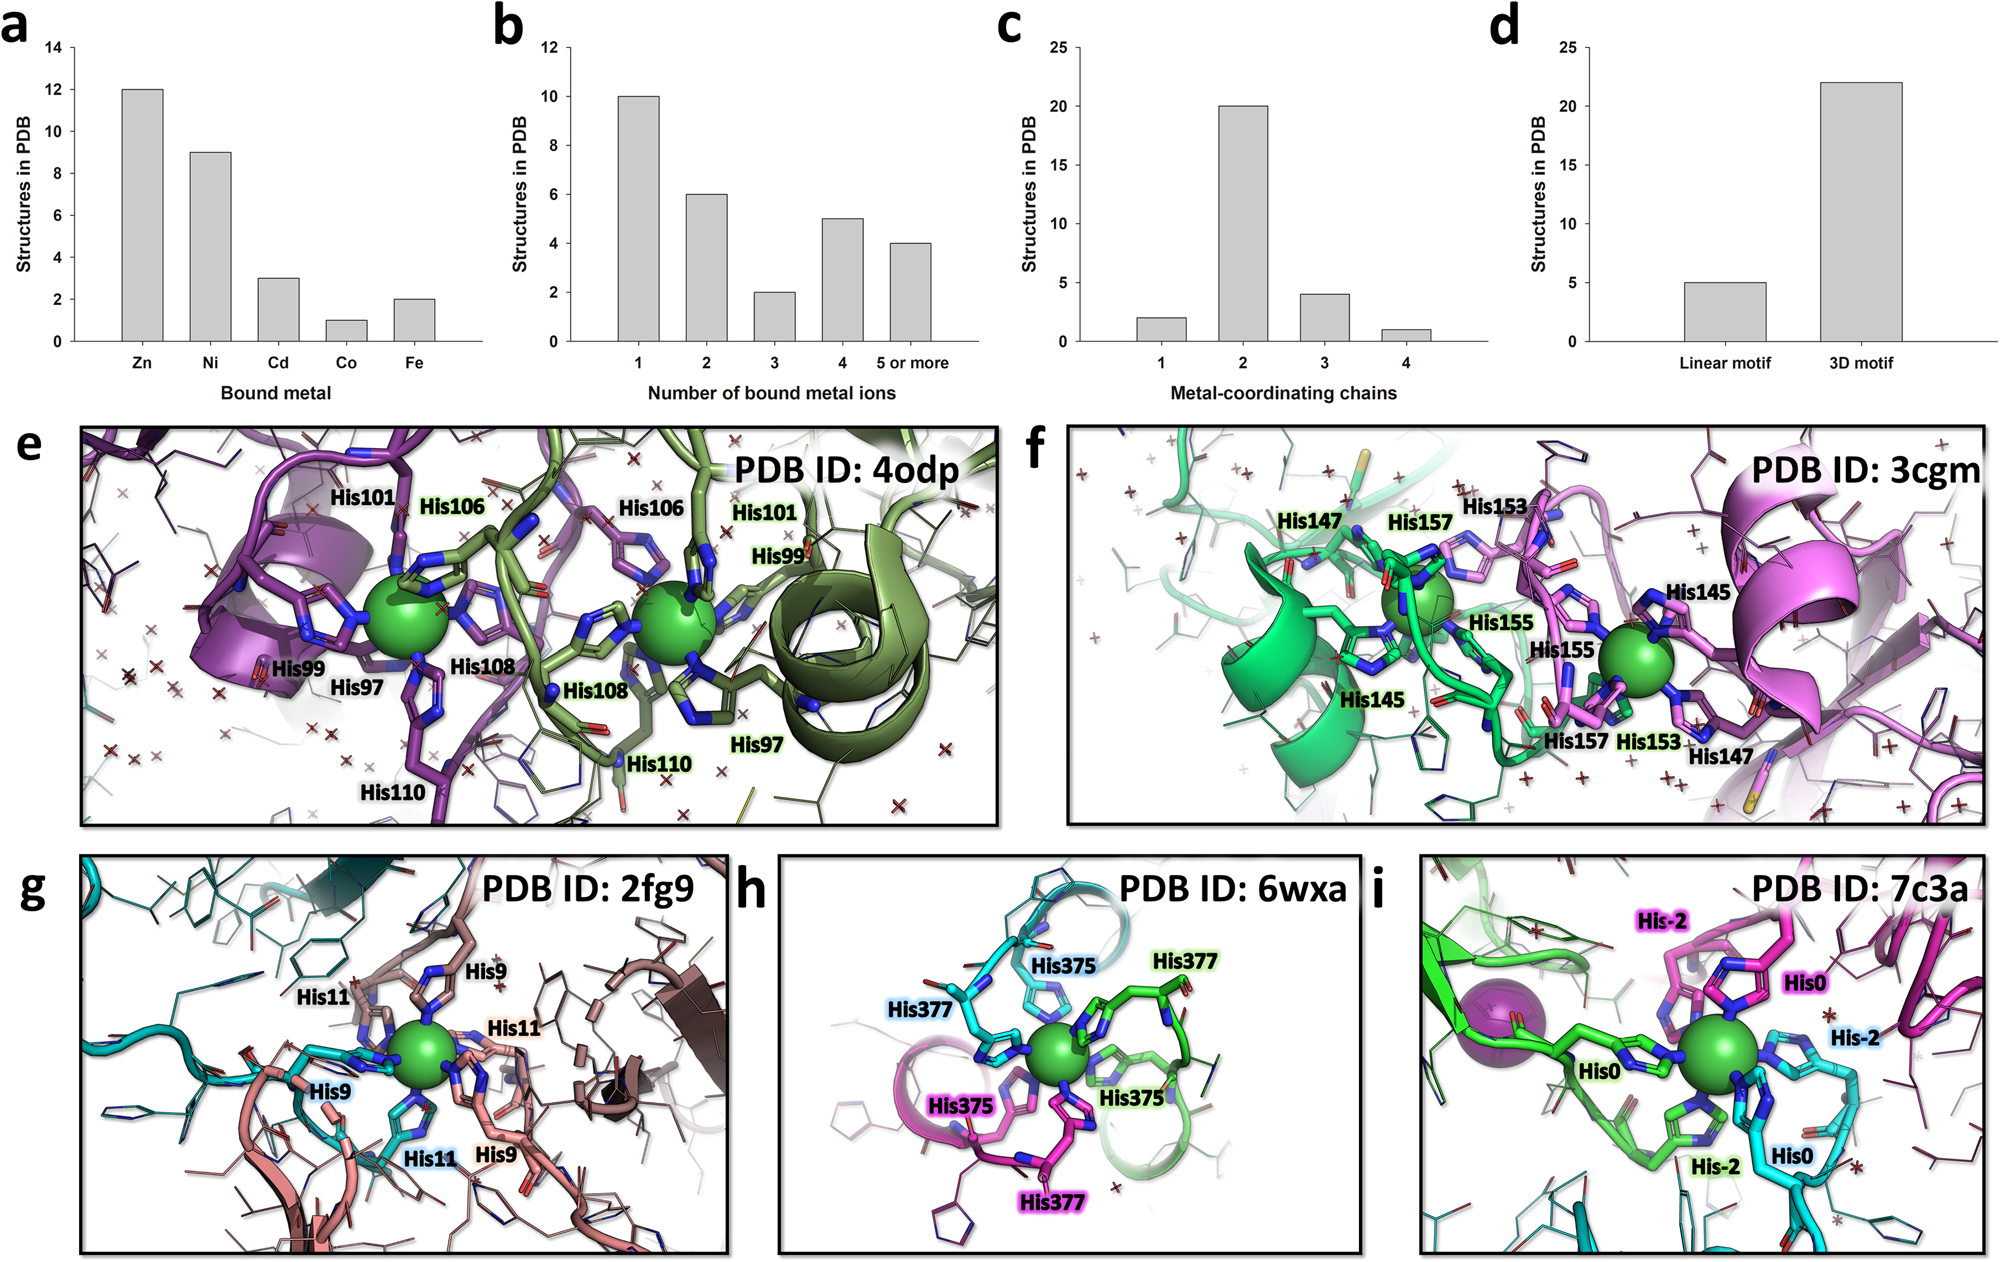 a
14
12
10
8
6
4
2
0
Structures in PDB
Zn Ni Cd Co Fe
Bound metal
b
12
10
8
6
4
2
0
Structures in PDB
1 2 3 4 5 or more
Number of bound metal ions
c
25
20
15
10
5
0
Structures in PDB
1 2 3 4
Metal-coordinating chains
d
25
20
15
10
5
0
Structures in PDB
Linear motif 3D motif
e
PDB ID: 4odp
His101
His106
His106
His101
His99
His99
His97
His108
His108
His97
His110
His110
f
PDB ID: 3cgm
His147
His157
His153
His145
His155
His155
His145
His157
His153
His147
g
PDB ID: 2fg9
His9
His11
His11
His9
His11
His9
h
PDB ID: 6wxa
His375
His377
His377
His375
His375
His377
i
PDB ID: 7c3a
His-2
His0
His-2
His0
His0
His-2